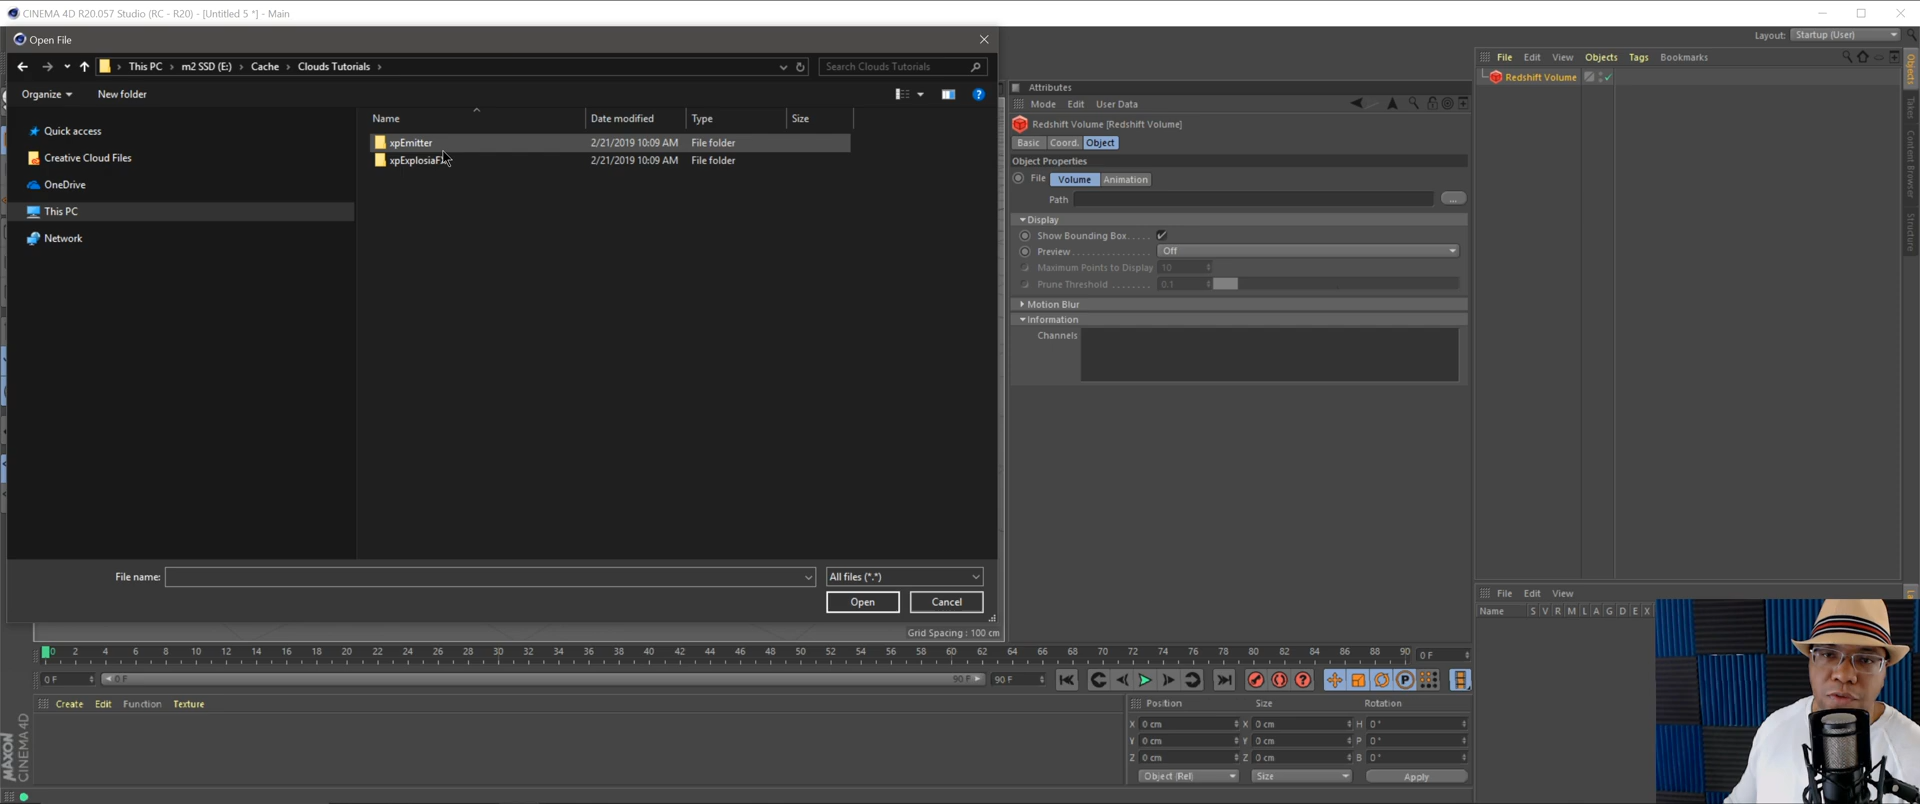 CINEMA 4D R20.057 Studio (RC - R20) - [Untitled 5 *] - Main
Layout: Startup (User)
Open File
This PC > m2 SSD (E:) > Cache > Clouds Tutorials >
Search Clouds Tutorials
Organize
New folder
Quick access
Creative Cloud Files
OneDrive
This PC
Network
Name Date modified Type Size
xpEmitter 2/21/2019 10:09 AM File folder
xpExplosiaF 2/21/2019 10:09 AM File folder
File name:
All files (*.*)
Open
Cancel
Grid Spacing : 100 cm
Attributes
Mode Edit User Data
Redshift Volume [Redshift Volume]
Basic Coord. Object
Object Properties
File Volume Animation
Path ...
Display
Show Bounding Box
Preview Off
Maximum Points to Display 10
Prune Threshold 0.1
Motion Blur
Information
Channels
File Edit View Objects Tags Bookmarks
Redshift Volume
Objects
Takes
Content Browser
Structure
File Edit View
Name S V R M L A G D E X
0 2 4 6 8 10 12 14 16 18 20 22 24 26 28 30 32 34 36 38 40 42 44 46 48 50 52 54 56 58 60 62 64 66 68 70 72 74 76 78 80 82 84 86 88 90
0 F
0 F
0 F
90 F
90 F
P
Create Edit Function Texture
Position Size Rotation
X 0 cm X 0 cm H 0 °
Y 0 cm Y 0 cm P 0 °
Z 0 cm Z 0 cm B 0 °
Object (Rel) Size Apply
MAXON
CINEMA 4D